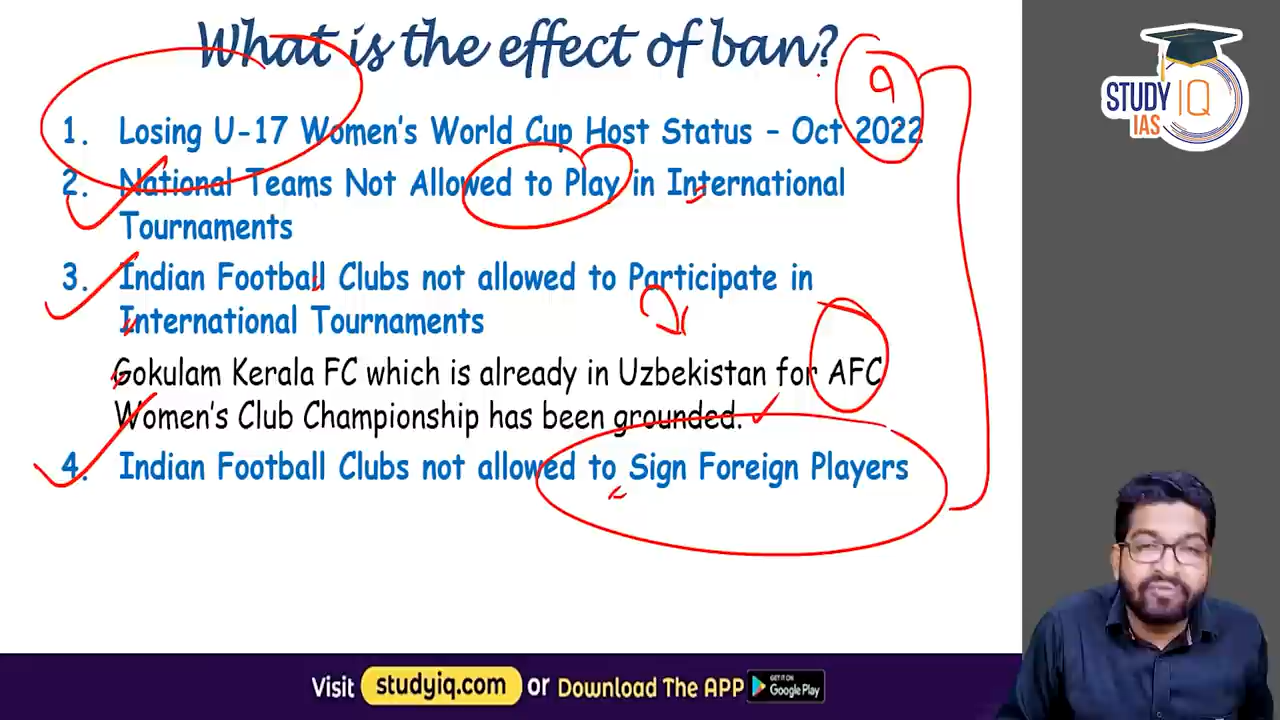 What is the effect of ban?
9
STUDY IQ
IAS
1. Losing U-17 Women's World Cup Host Status – Oct 2022
2. National Teams Not Allowed to Play in International
Tournaments
3. Indian Football Clubs not allowed to Participate in
International Tournaments
Gokulam Kerala FC which is already in Uzbekistan for AFC
Women's Club Championship has been grounded.
4. Indian Football Clubs not allowed to Sign Foreign Players
Visit studyiq.com or Download The APP GET IT ON
Google Play